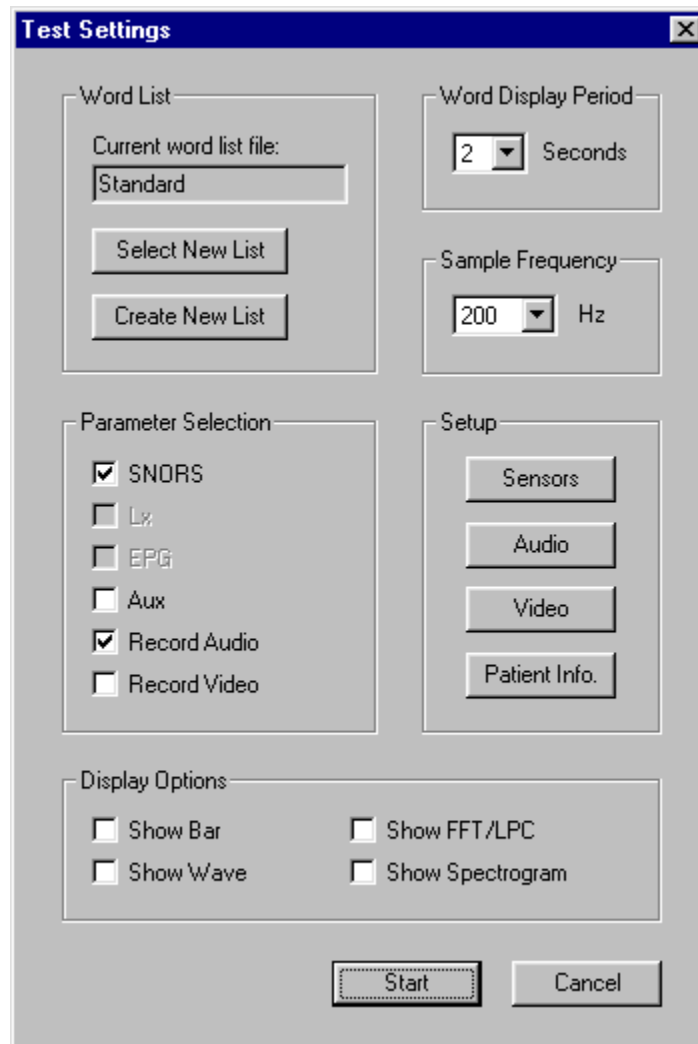 Test Settings
Word List
Current word list file:
Standard
Select New List
Create New List
Word Display Period
2 Seconds
Sample Frequency
200 Hz
Parameter Selection
SNORS
Lx
EPG
Aux
Record Audio
Record Video
Setup
Sensors
Audio
Video
Patient Info.
Display Options
Show Bar
Show FFT/LPC
Show Wave
Show Spectrogram
Start
Cancel